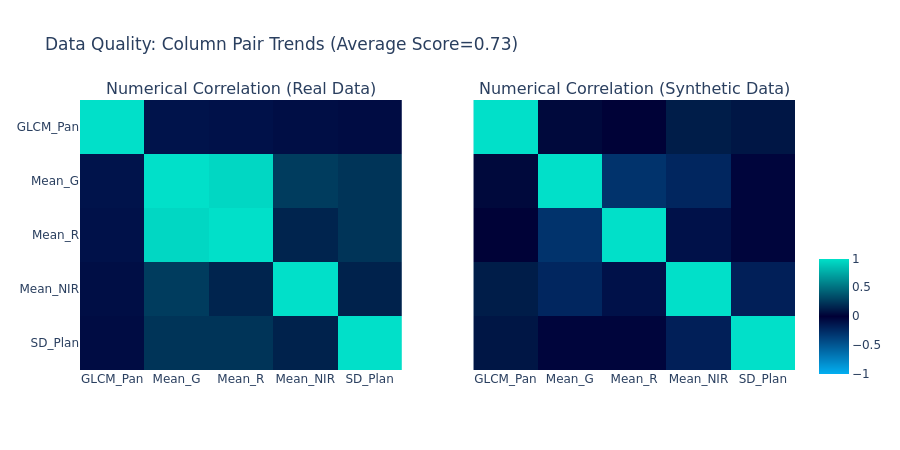 Data Quality: Column Pair Trends (Average Score=0.73)
Numerical Correlation (Real Data)
Numerical Correlation (Synthetic Data)
GLCM_Pan
Mean_G
Mean_R
Mean_NIR
SD_Plan
GLCM_Pan Mean_G Mean_R Mean_NIR SD_Plan
GLCM_Pan Mean_G Mean_R Mean_NIR SD_Plan
1
0.5
0
−0.5
−1